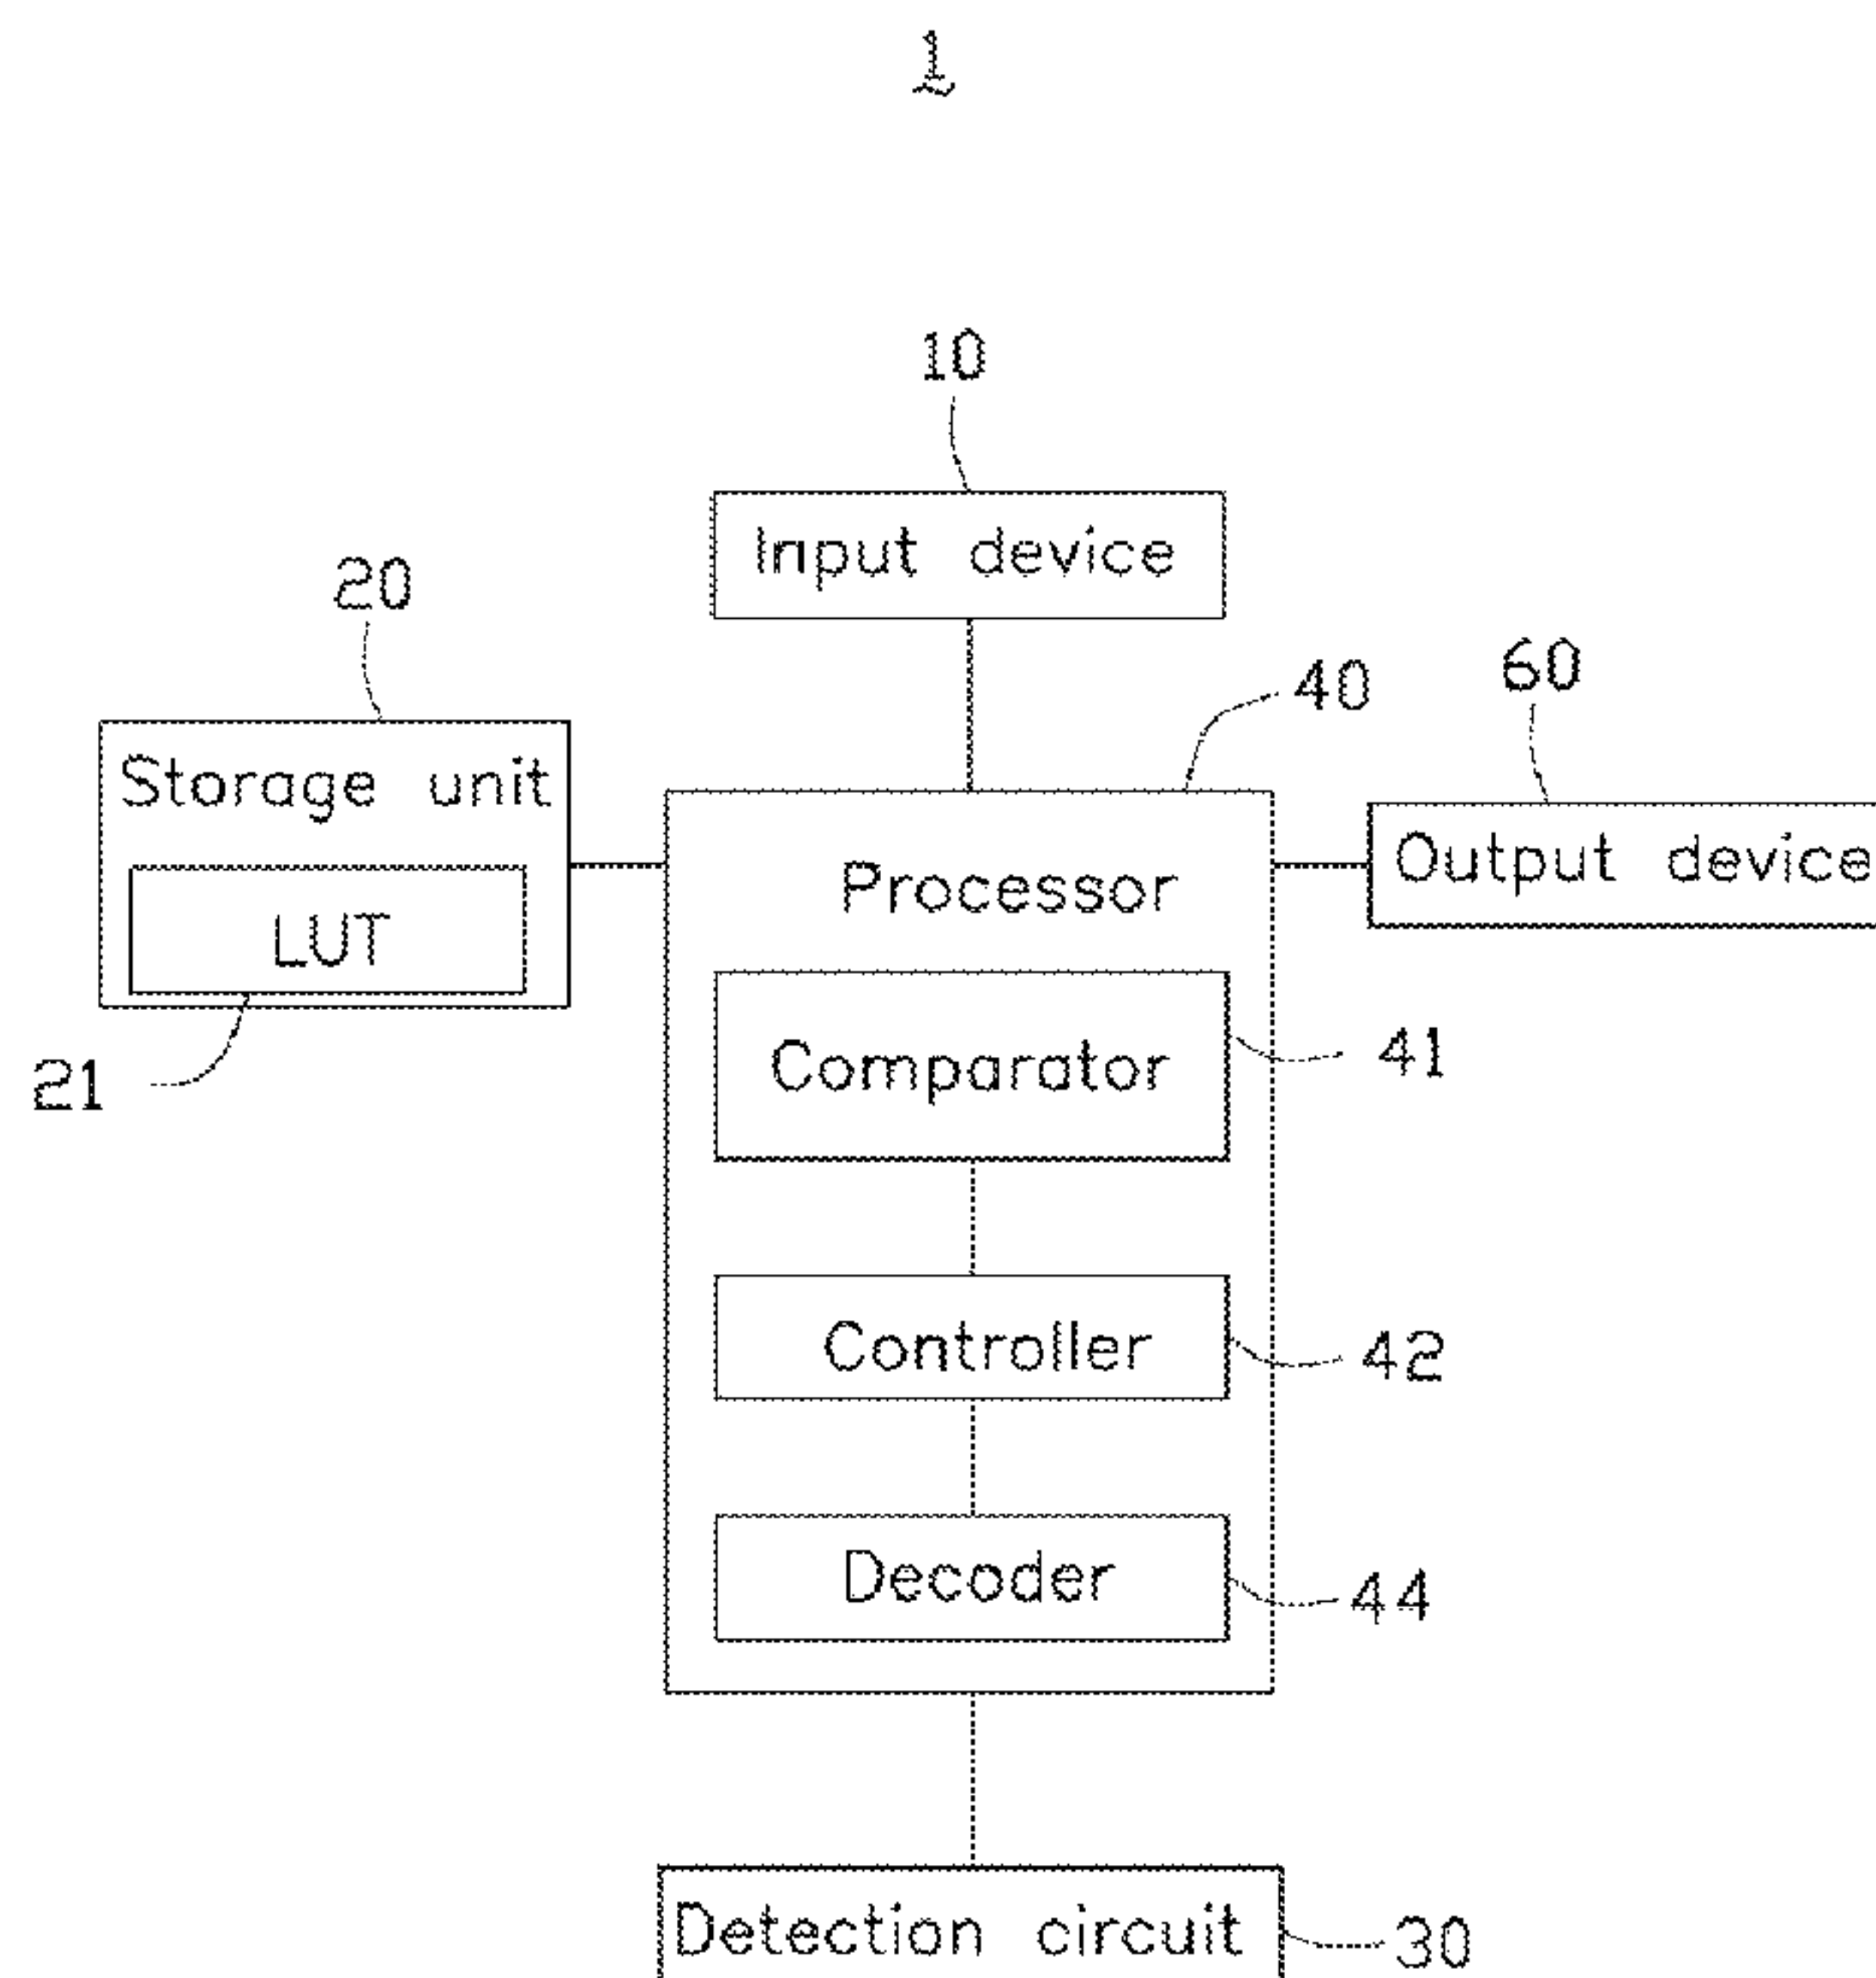 1
10
Input device
20
40
60
Storage unit
Output device
Processor
LUT
41
Comparator
21
42
Controller
44
Decoder
Detection circuit
30